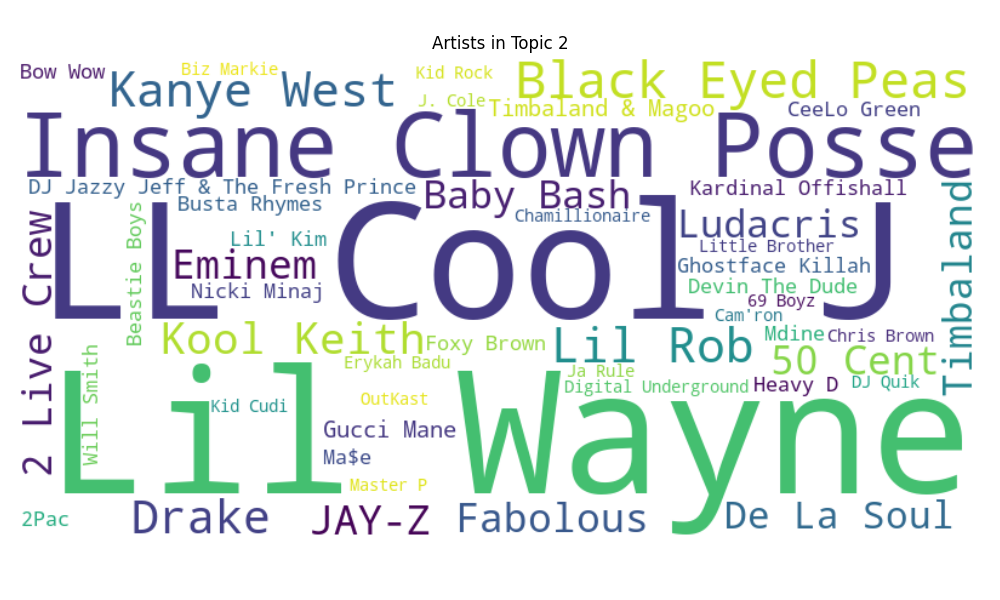 Artists in Topic 2
Bow Wow
Biz Markie
Kid Rock
Black Eyed Peas
Kanye West
J. Cole
Timbaland & Magoo
CeeLo Green
Insane Clown Posse
DJ Jazzy Jeff & The Fresh Prince
Baby Bash
Kardinal Offishall
Busta Rhymes
Chamillionaire
LL Cool J
Ludacris
Lil' Kim
Little Brother
Eminem
Ghostface Killah
Nicki Minaj
Devin The Dude
69 Boyz
Cam'ron
2 Live Crew
Beastie Boys
Timbaland
Kool Keith
Foxy Brown
Lil Rob
Mdine
Chris Brown
Erykah Badu
Ja Rule
50 Cent
Digital Underground
Heavy D
DJ Quik
Will Smith
Kid Cudi
OutKast
Lil Wayne
Gucci Mane
Ma$e
Master P
2Pac
Drake
JAY-Z
Fabolous
De La Soul